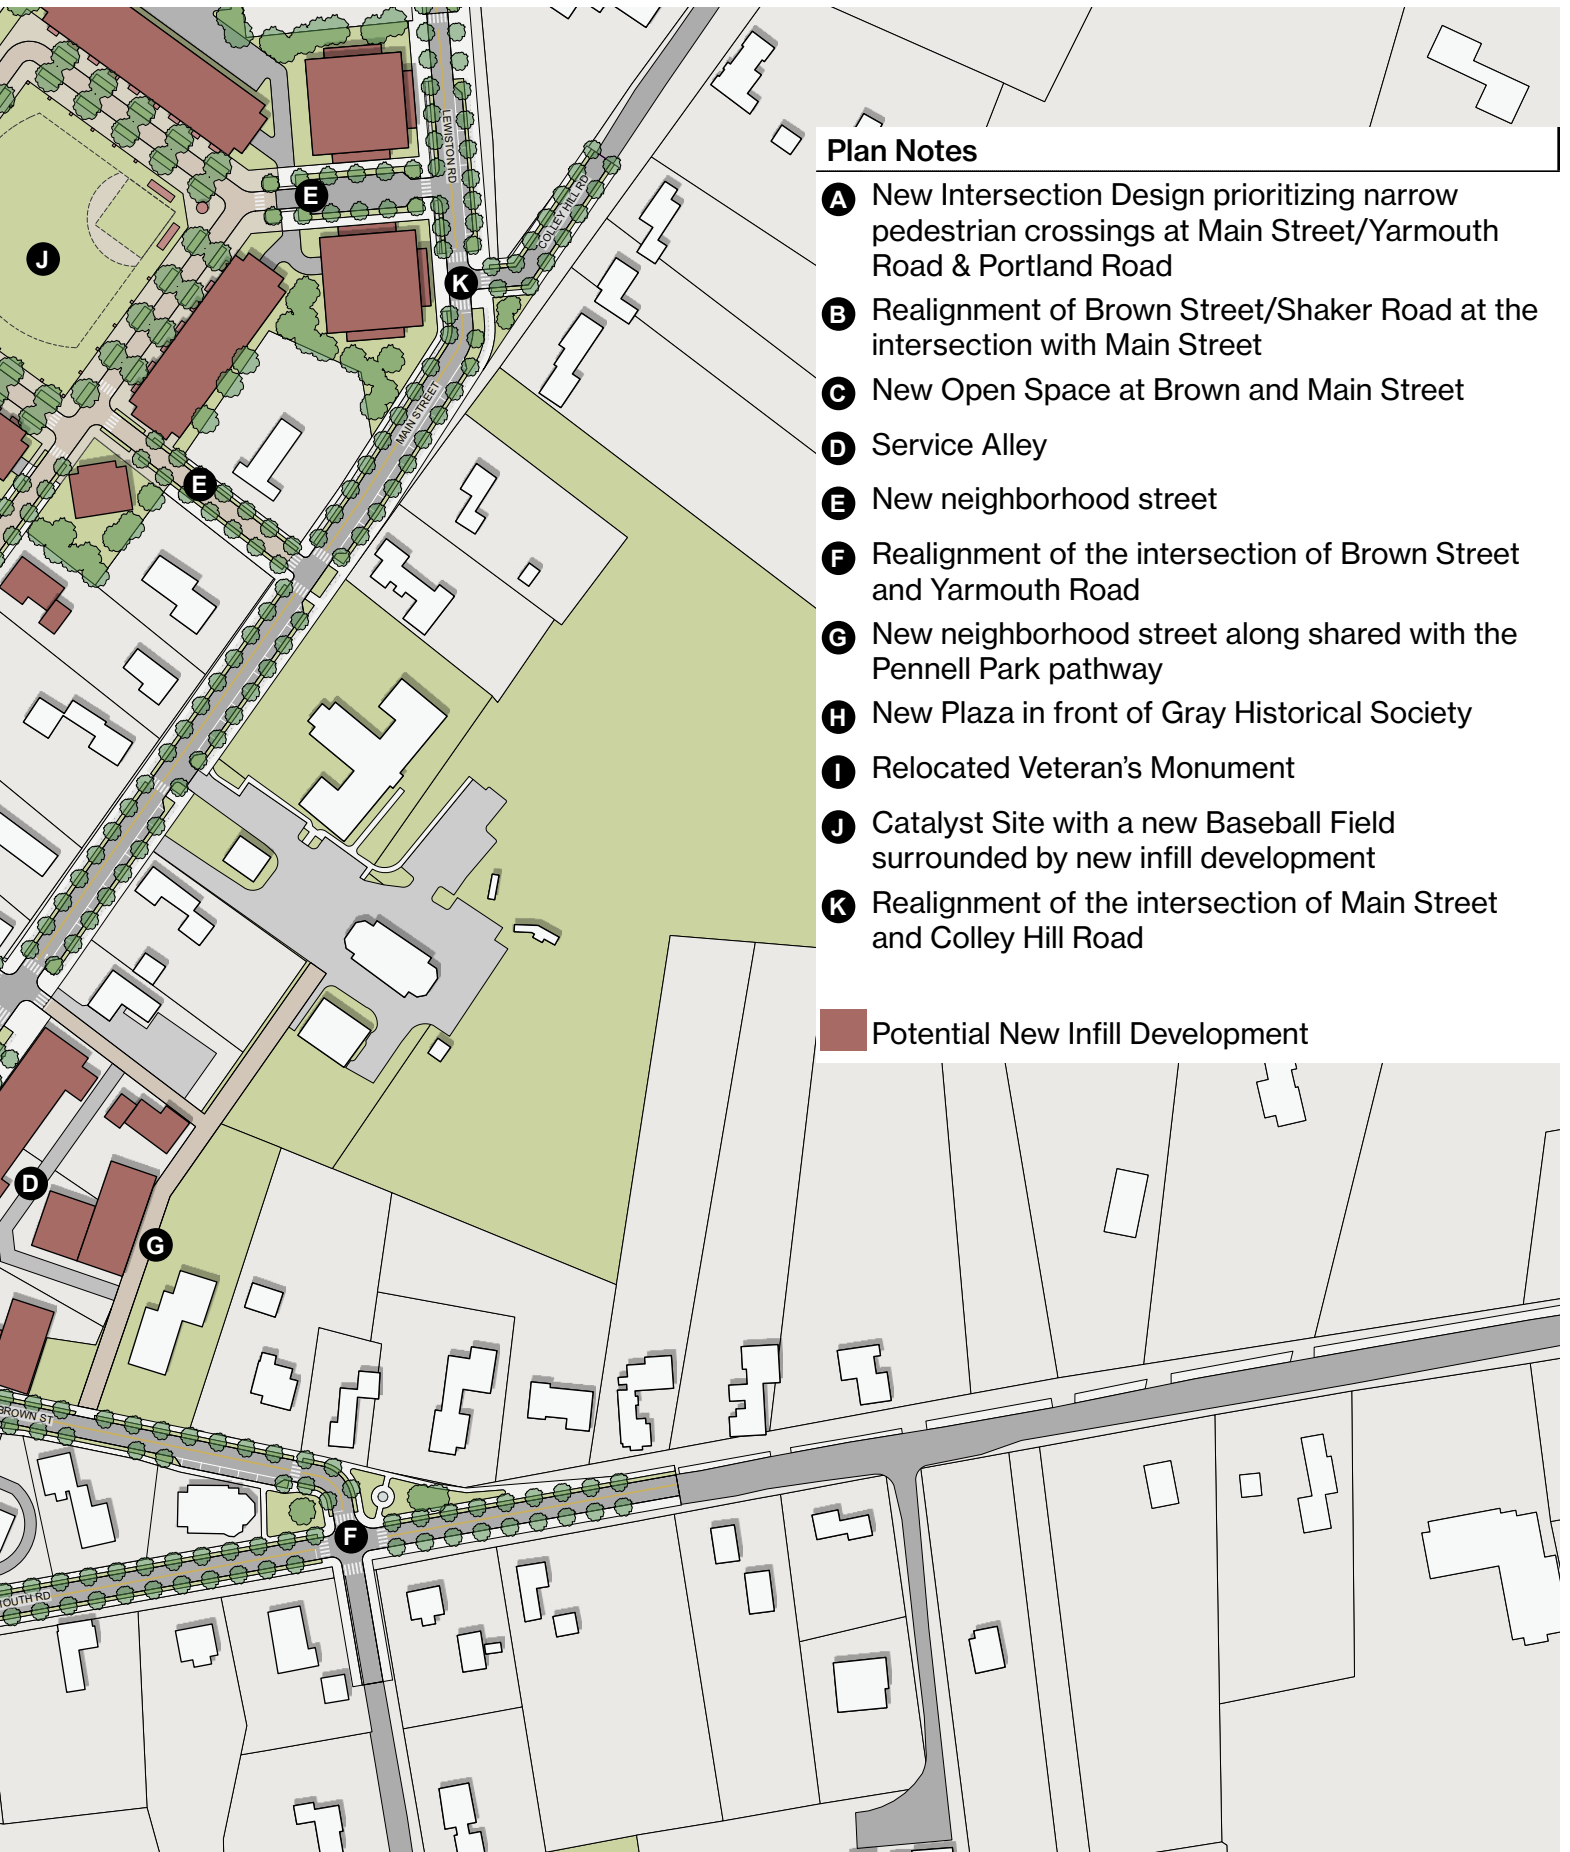 LEWISTON RD
E
COLLEY HILL RD
J
K
MAIN STREET
E
D
G
BROWN ST
F
MOUTH RD
Plan Notes
A New Intersection Design prioritizing narrow
pedestrian crossings at Main Street/Yarmouth
Road & Portland Road
B Realignment of Brown Street/Shaker Road at the
intersection with Main Street
C New Open Space at Brown and Main Street
D Service Alley
E New neighborhood street
F Realignment of the intersection of Brown Street
and Yarmouth Road
G New neighborhood street along shared with the
Pennell Park pathway
H New Plaza in front of Gray Historical Society
I Relocated Veteran's Monument
J Catalyst Site with a new Baseball Field
surrounded by new infill development
K Realignment of the intersection of Main Street
and Colley Hill Road
Potential New Infill Development